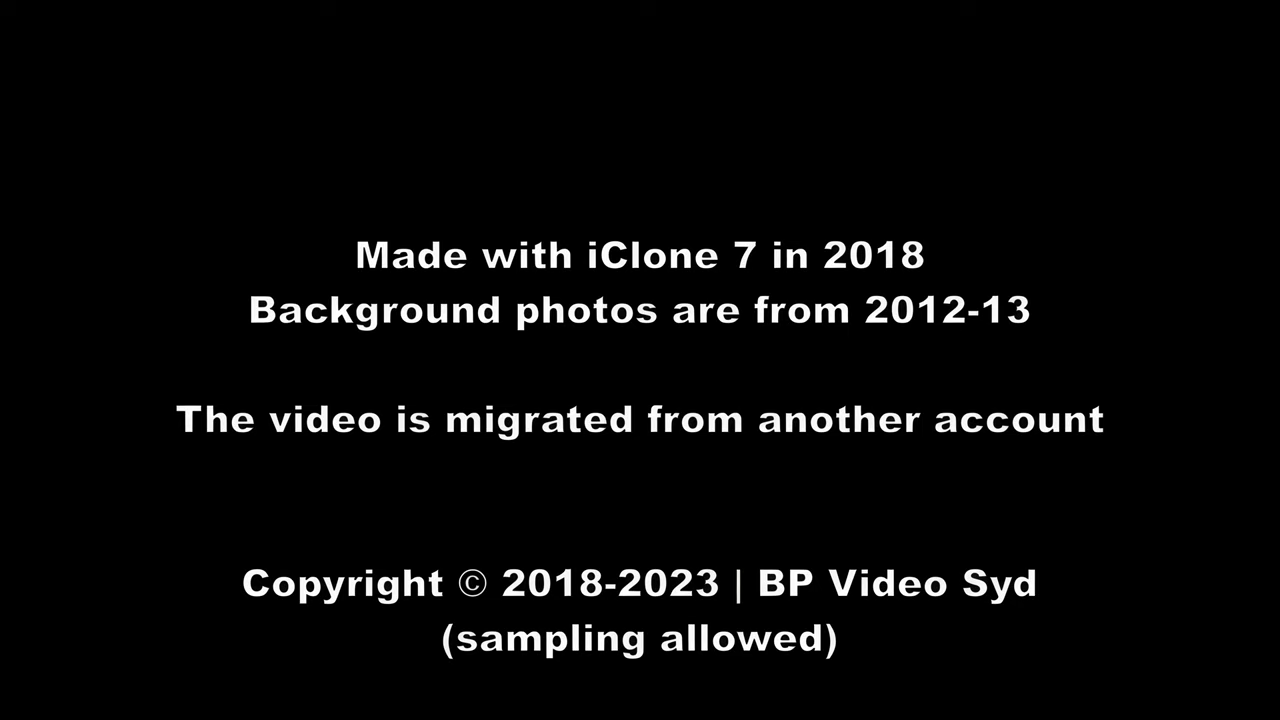 Made with iClone 7 in 2018
Background photos are from 2012-13
The video is migrated from another account
Copyright © 2018-2023 | BP Video Syd
(sampling allowed)